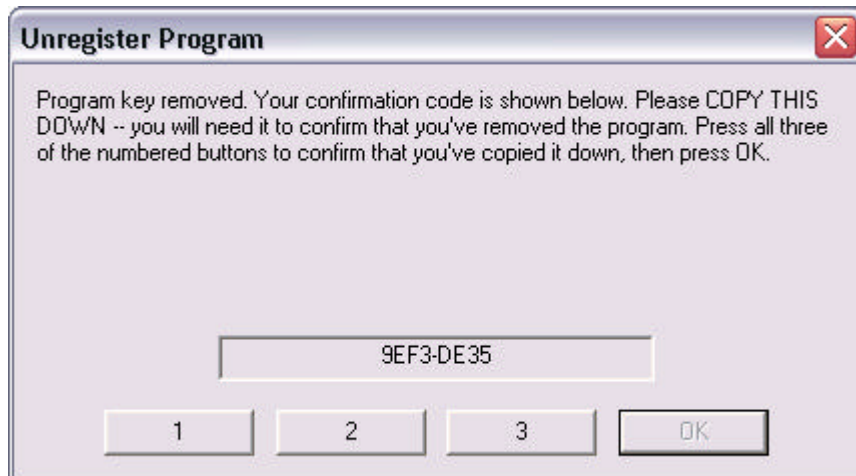 Unregister Program
Program key removed. Your confirmation code is shown below. Please COPY THIS
DOWN -- you will need it to confirm that you've removed the program. Press all three
of the numbered buttons to confirm that you've copied it down, then press OK.
9EF3-DE35
1 2 3 OK